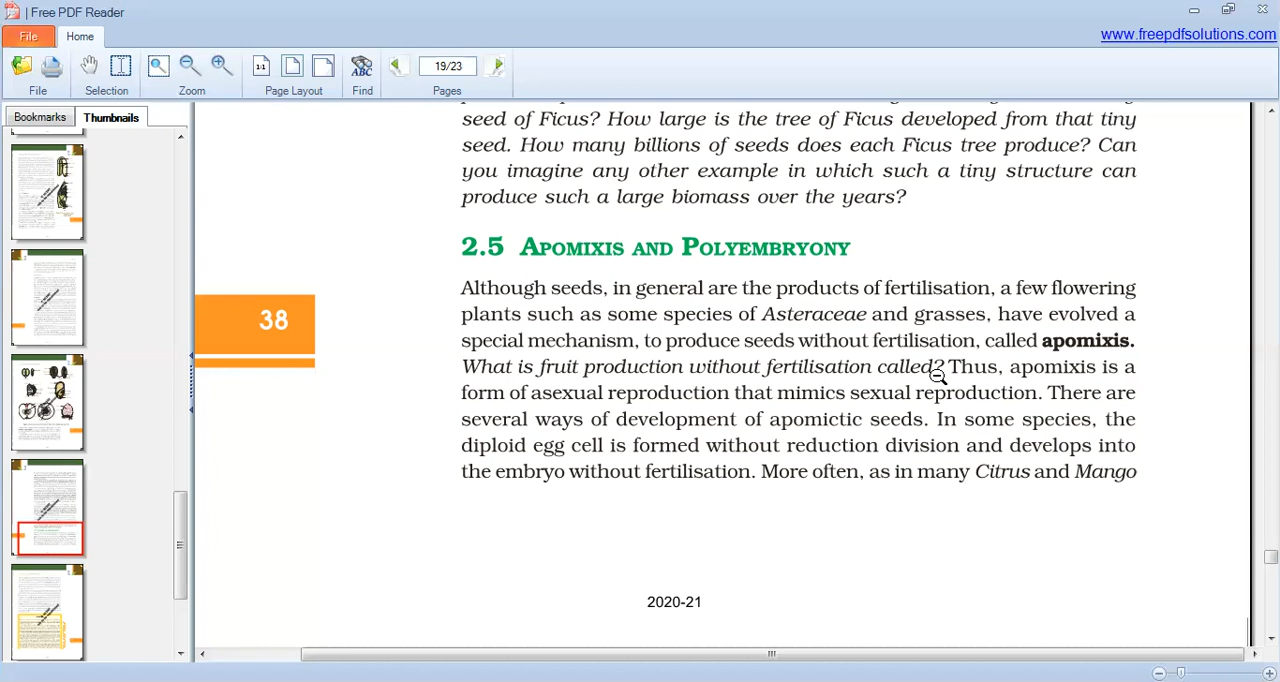 | Free PDF Reader
File
Home
www.freepdfsolutions.com
1:1
ABC
19/23
File
Selection
Zoom
Page Layout
Find
Pages
Bookmarks
Thumbnails
seed of Ficus? How large is the tree of Ficus developed from that tiny
seed. How many billions of seeds does each Ficus tree produce? Can
you imagine any other example in which such a tiny structure can
produce such a large biomass over the years?
2.5 APOMIXIS AND POLYEMBRYONY
38
Although seeds, in general are the products of fertilisation, a few flowering
plants such as some species of Asteraceae and grasses, have evolved a
special mechanism, to produce seeds without fertilisation, called apomixis.
What is fruit production without fertilisation called? Thus, apomixis is a
form of asexual reproduction that mimics sexual reproduction. There are
several ways of development of apomictic seeds. In some species, the
diploid egg cell is formed without reduction division and develops into
the embryo without fertilisation. More often, as in many Citrus and Mango
2020-21